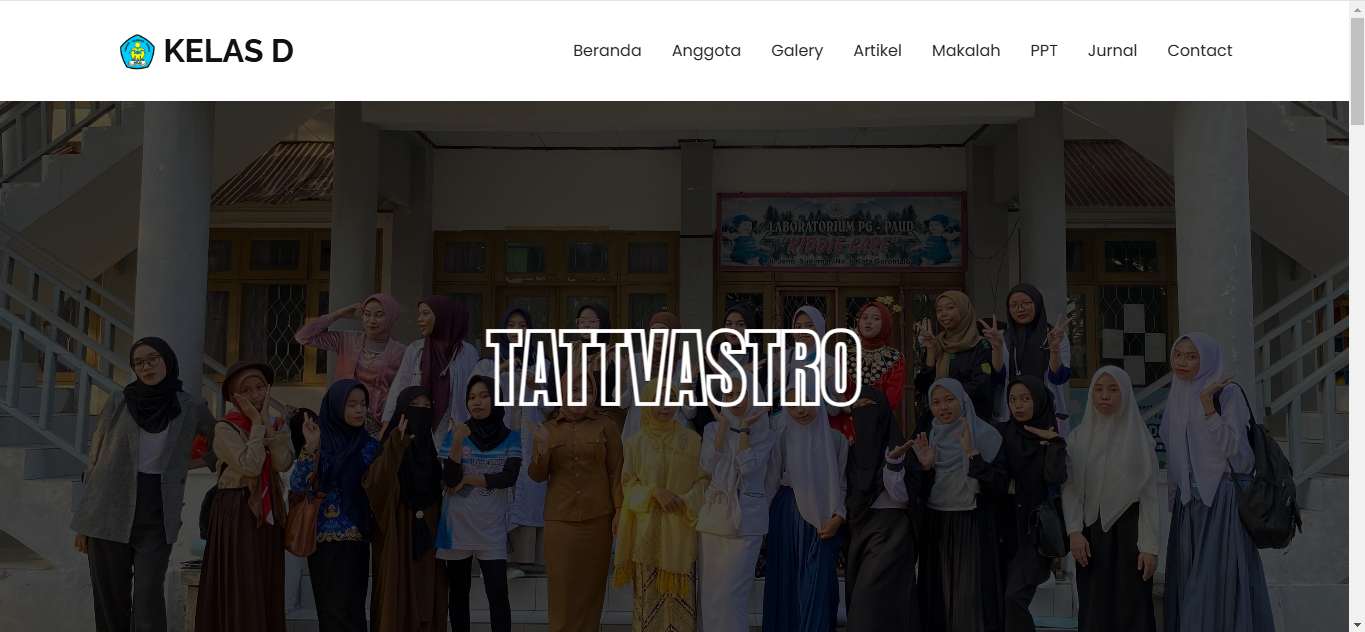 KELAS D
Beranda Anggota Galery Artikel Makalah PPT Jurnal Contact
LABORATORIUM PG - PAUD
KIDDIE CARE
TATTVASTRO